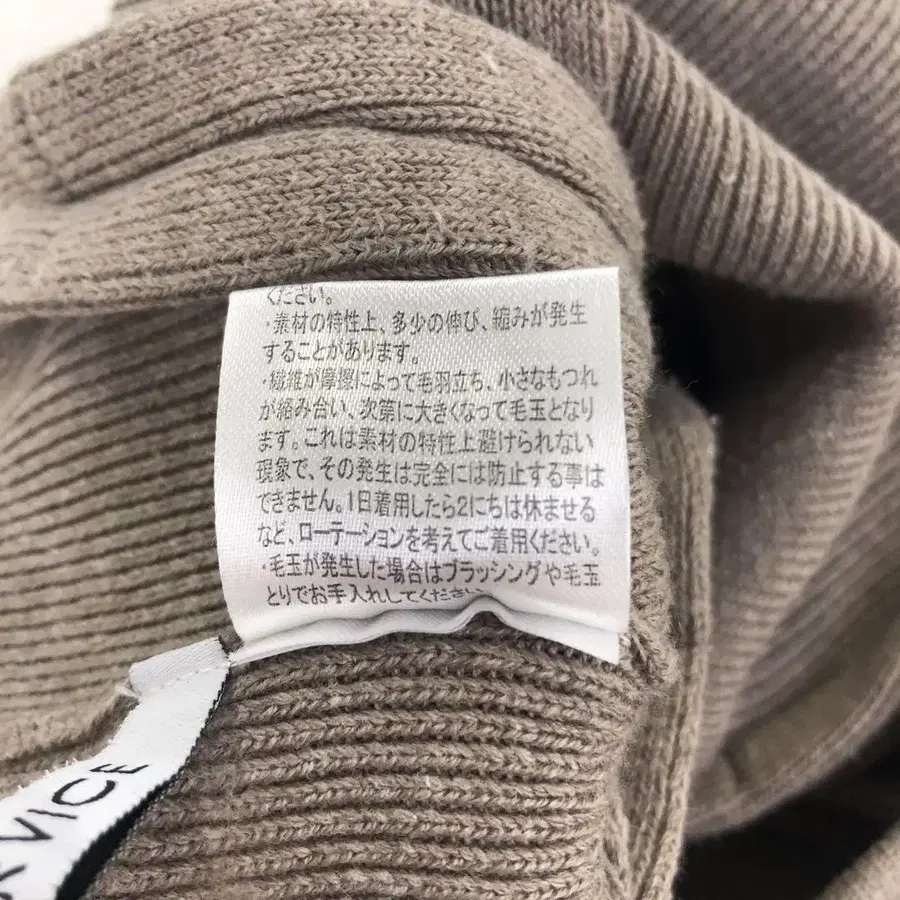 ください。
・素材の特性上、多少の伸び、縮みが発生
することがあります。
・繊維が摩擦によって毛羽立ち、小さなもつれ
が絡み合い、次第に大きくなって毛玉となり
ます。これは素材の特性上避けられない
現象で、その発生は完全には防止する事は
できません。1日着用したら2にちは休ませる
など、ローテーションを考えてご着用ください。
・毛玉が発生した場合はブラッシングや毛玉
とりでお手入れしてください
RVICE